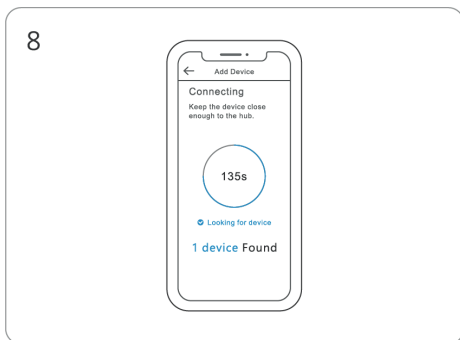 8
Add Device
Connecting
Keep the device close
enough to the hub.
135s
Looking for device
1 device Found